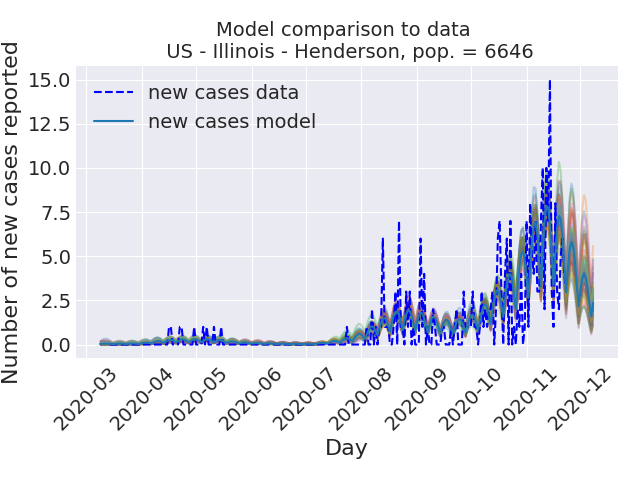 Model comparison to data
US - Illinois - Henderson, pop. = 6646
Number of new cases reported
15.0
12.5
10.0
7.5
5.0
2.5
0.0
new cases data
new cases model
2020-03
2020-04
2020-05
2020-06
2020-07
2020-08
2020-09
2020-10
2020-11
2020-12
Day